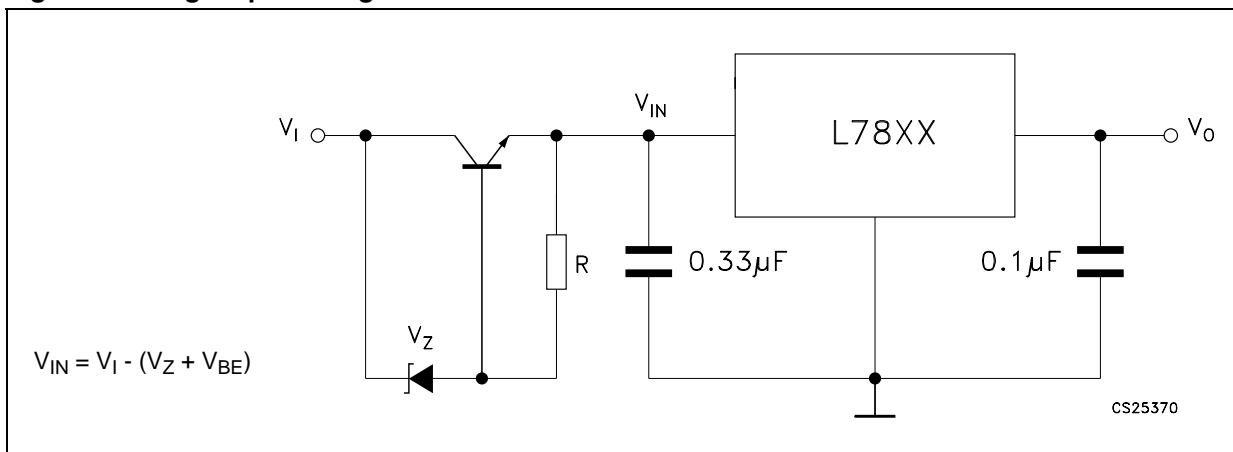 V_IN
V_I
L78XX
V_O
R
0.33µF
0.1µF
V_Z
V_IN = V_I - (V_Z + V_BE)
CS25370